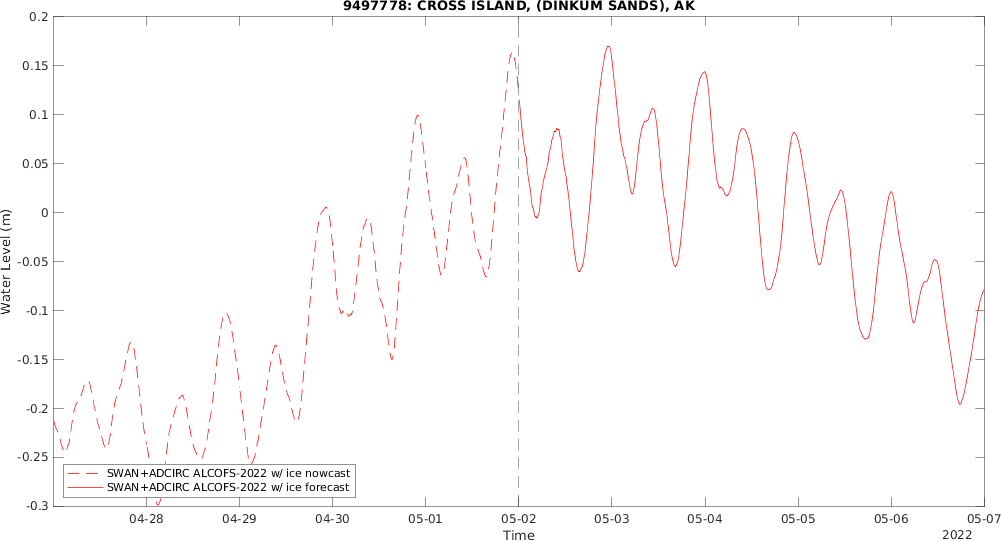 9497778: CROSS ISLAND, (DINKUM SANDS), AK
0.2
0.15
0.1
0.05
0
-0.05
-0.1
-0.15
-0.2
-0.25
-0.3
Water Level (m)
SWAN+ADCIRC ALCOFS-2022 w/ ice nowcast
SWAN+ADCIRC ALCOFS-2022 w/ ice forecast
04-28 04-29 04-30 05-01 05-02 05-03 05-04 05-05 05-06 05-07
Time 2022